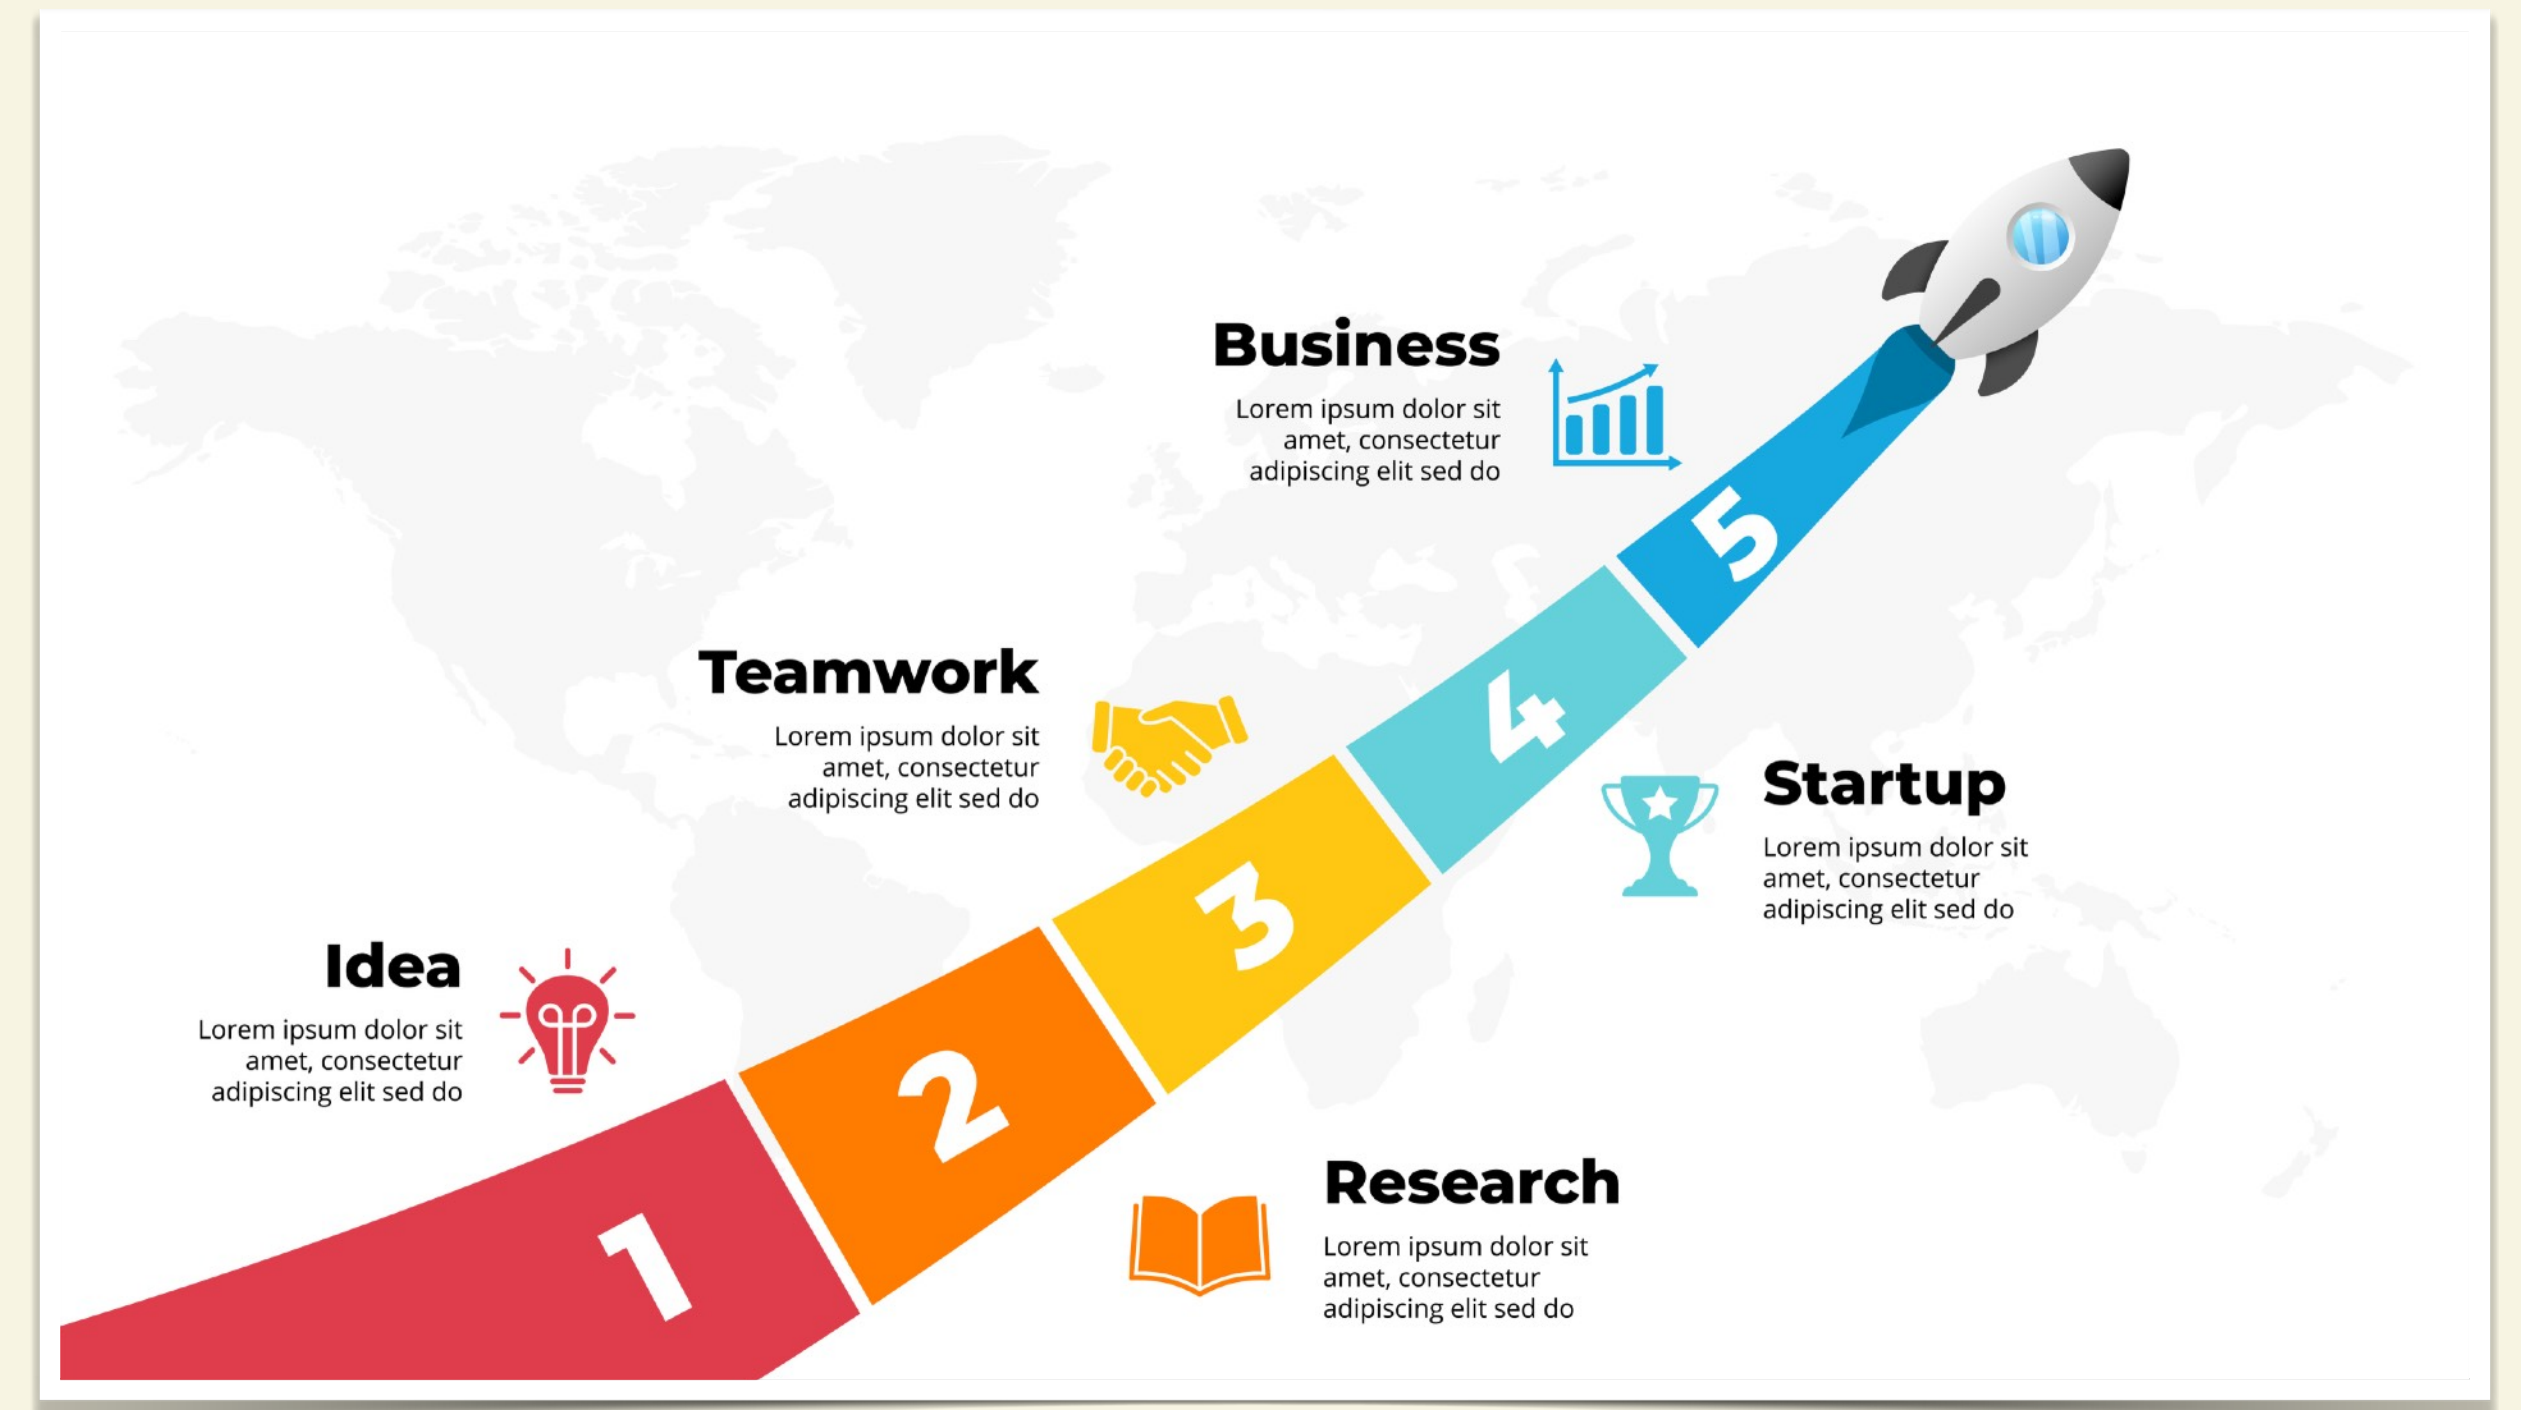 Business
Lorem ipsum dolor sit
amet, consectetur
adipiscing elit sed do
5
Teamwork
Lorem ipsum dolor sit
amet, consectetur
adipiscing elit sed do
4
Startup
Lorem ipsum dolor sit
amet, consectetur
adipiscing elit sed do
3
Idea
Lorem ipsum dolor sit
amet, consectetur
adipiscing elit sed do
2
Research
Lorem ipsum dolor sit
amet, consectetur
adipiscing elit sed do
1